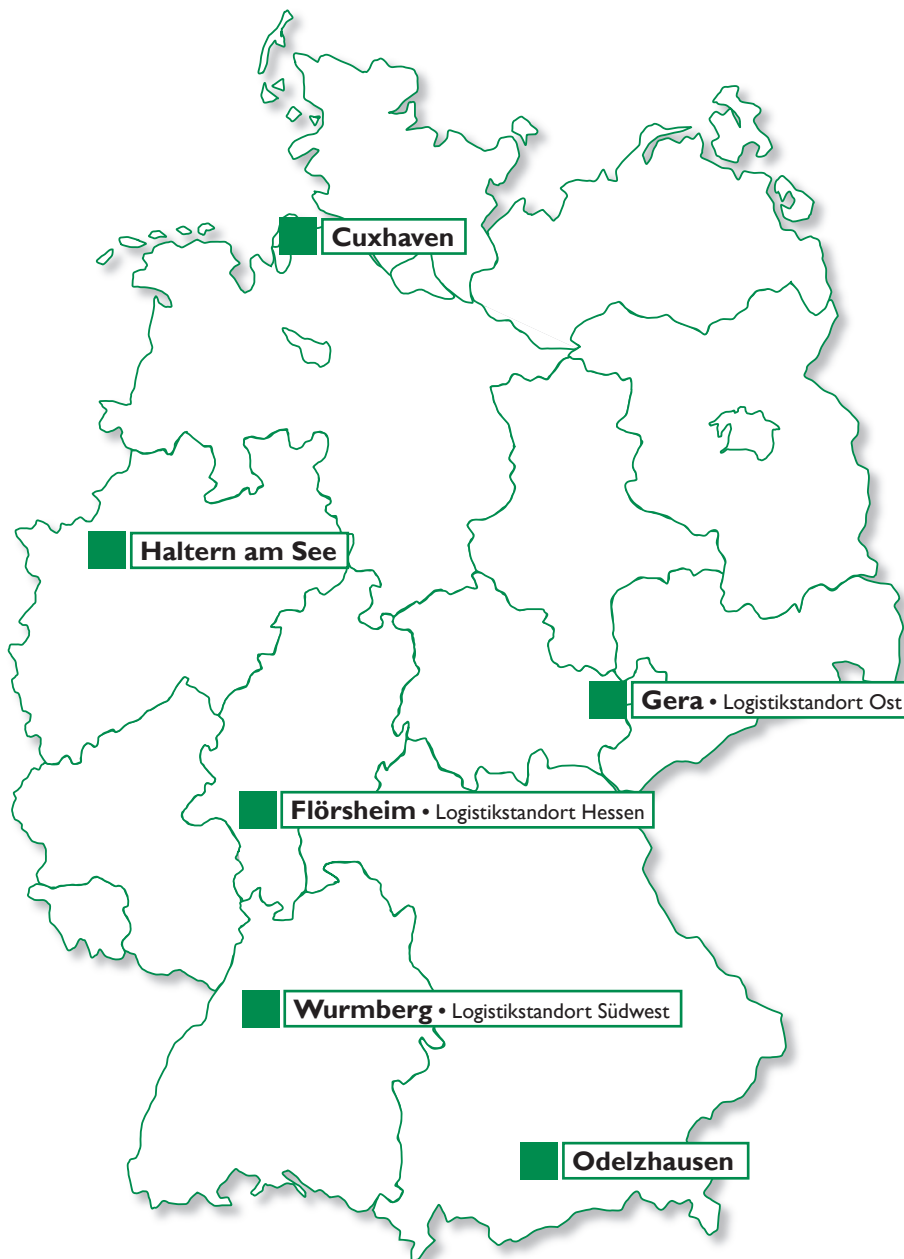 Cuxhaven
Haltern am See
Gera • Logistikstandort Ost
Flörsheim • Logistikstandort Hessen
Wurmberg • Logistikstandort Südwest
Odelzhausen